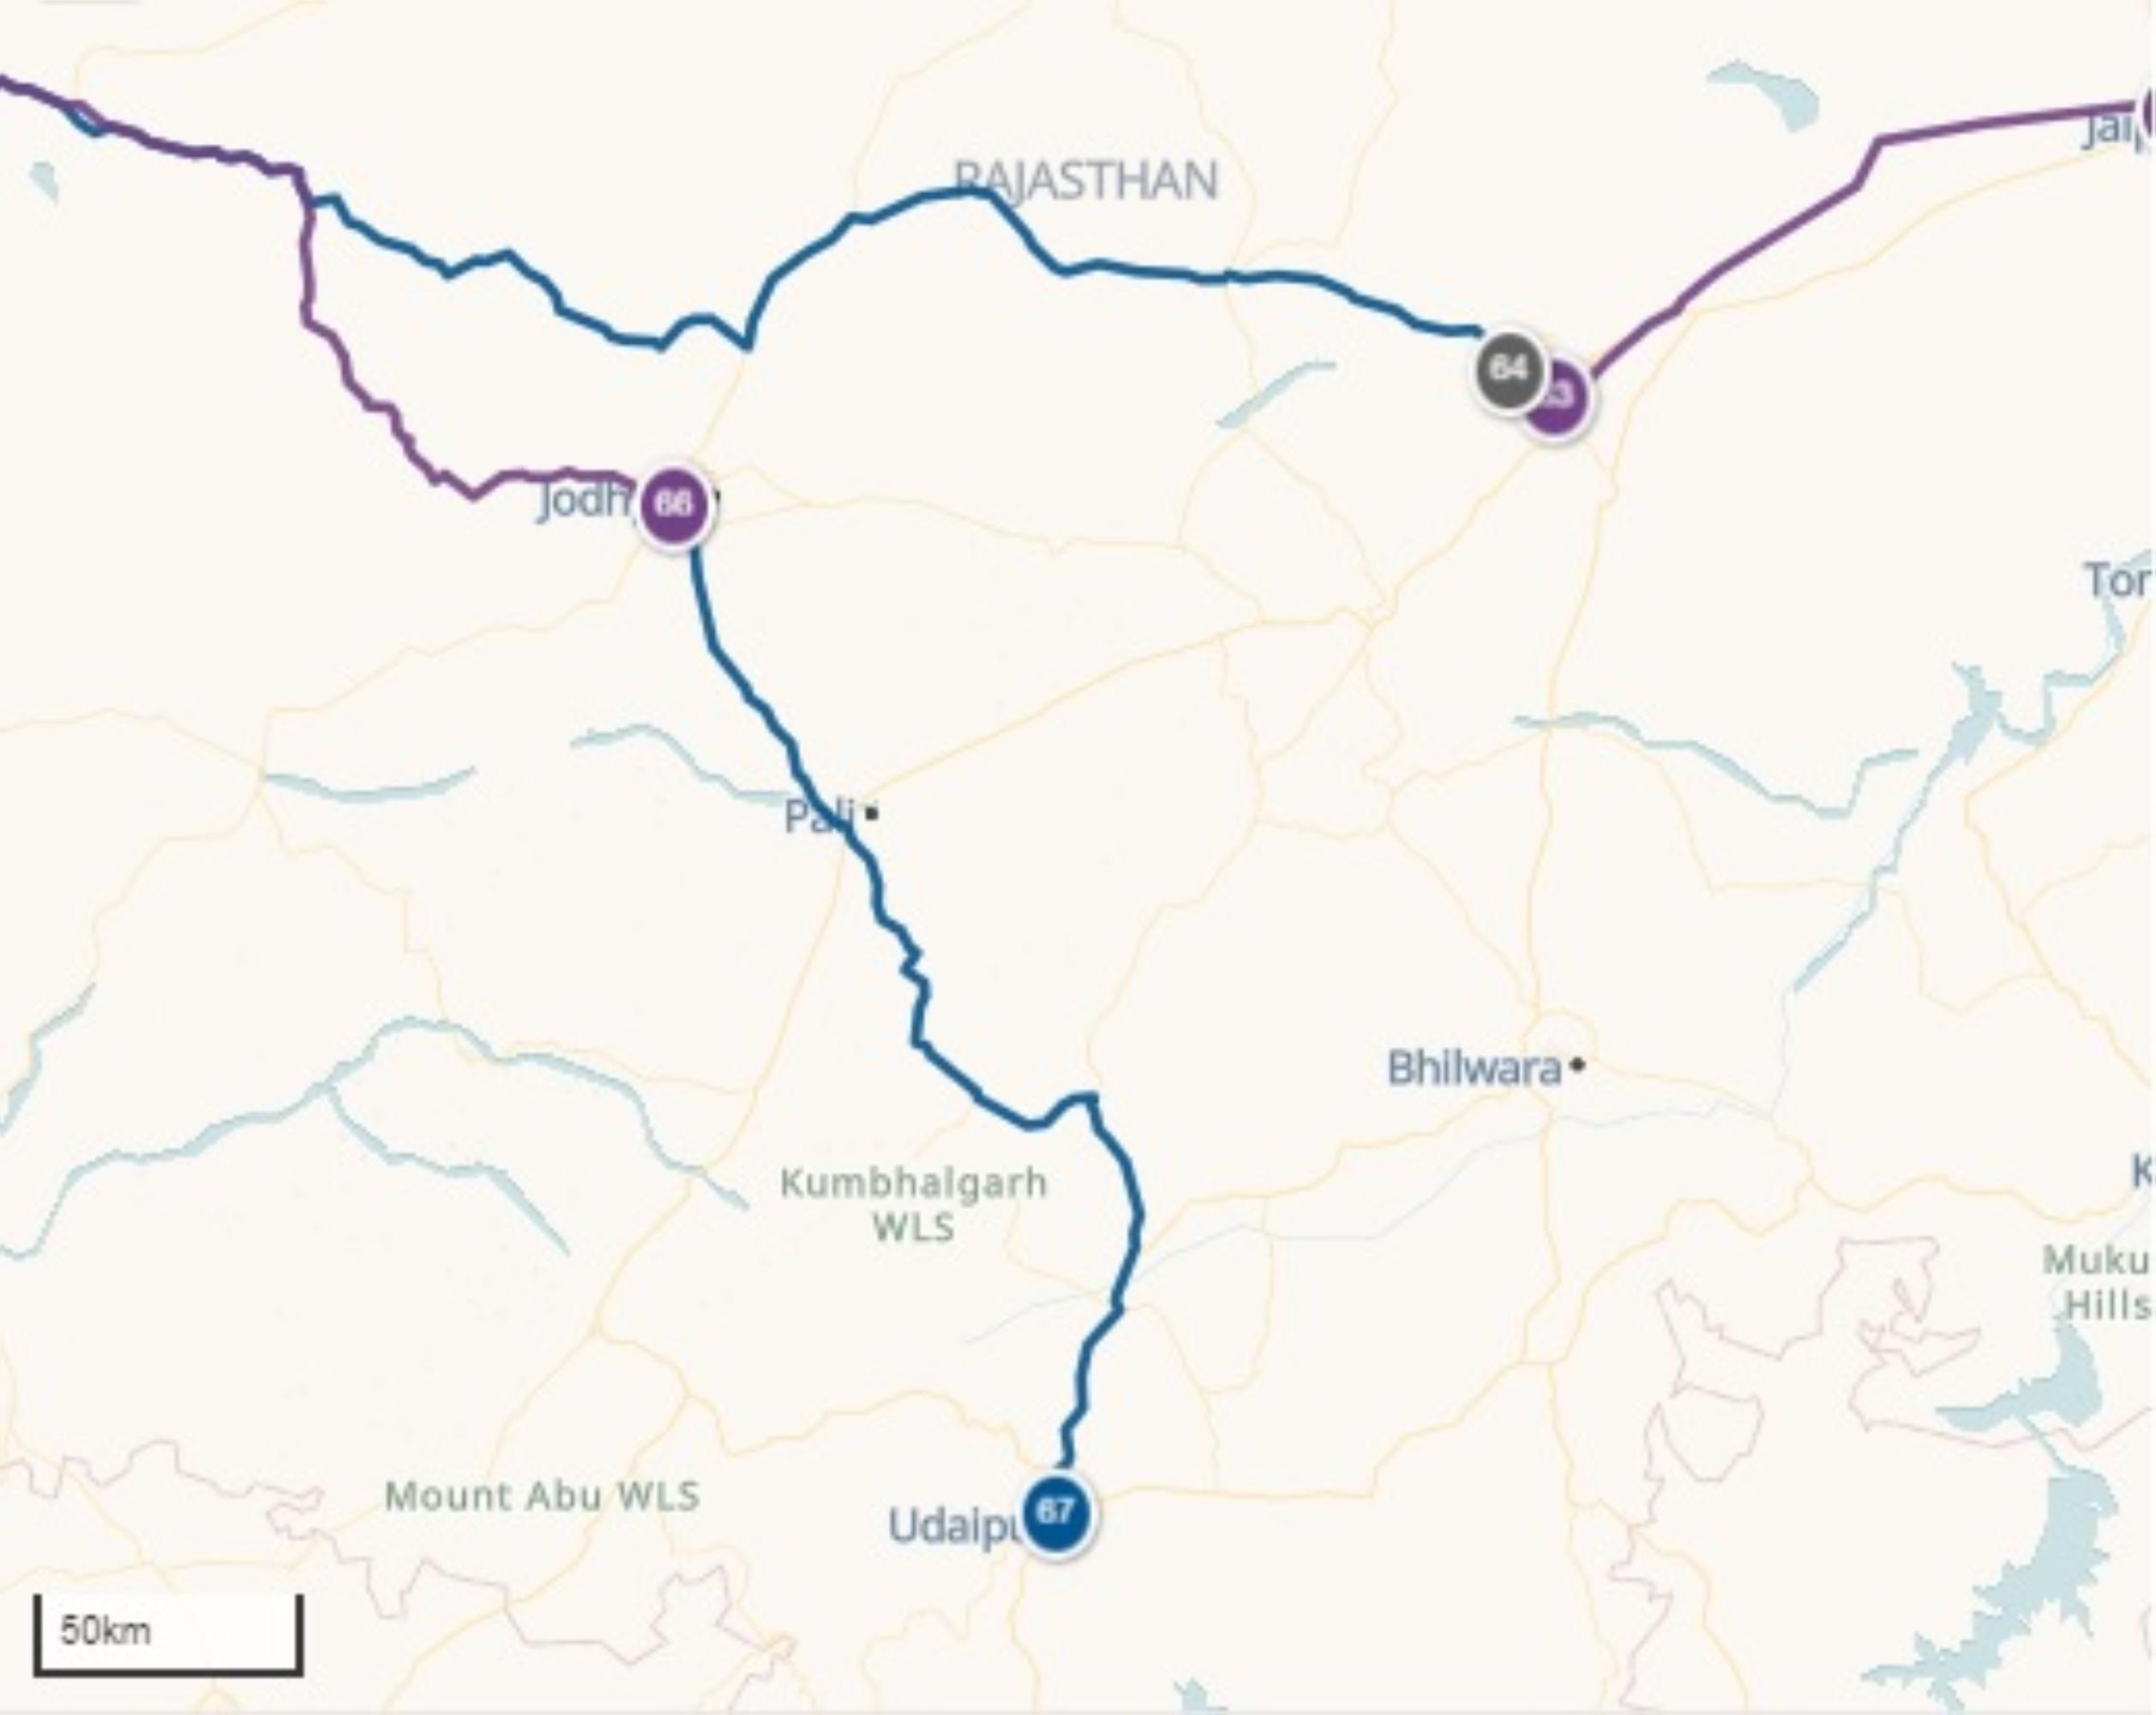 RAJASTHAN
Jai
64
63
Jodh
66
Tor
Pali
Bhilwara
K
Kumbhalgarh
WLS
Muku
Hills
Mount Abu WLS
Udaipu
67
50km